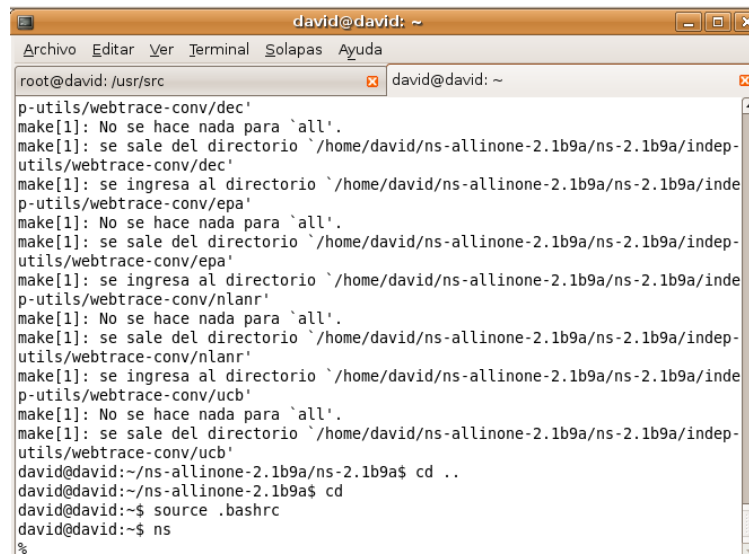 david@david: ~
Archivo Editar Ver Terminal Solapas Ayuda
root@david: /usr/src
david@david: ~
p-utils/webtrace-conv/dec'
make[1]: No se hace nada para `all'.
make[1]: se sale del directorio `/home/david/ns-allinone-2.1b9a/ns-2.1b9a/indep-
utils/webtrace-conv/dec'
make[1]: se ingresa al directorio `/home/david/ns-allinone-2.1b9a/ns-2.1b9a/inde
p-utils/webtrace-conv/epa'
make[1]: No se hace nada para `all'.
make[1]: se sale del directorio `/home/david/ns-allinone-2.1b9a/ns-2.1b9a/indep-
utils/webtrace-conv/epa'
make[1]: se ingresa al directorio `/home/david/ns-allinone-2.1b9a/ns-2.1b9a/inde
p-utils/webtrace-conv/nlanr'
make[1]: No se hace nada para `all'.
make[1]: se sale del directorio `/home/david/ns-allinone-2.1b9a/ns-2.1b9a/indep-
utils/webtrace-conv/nlanr'
make[1]: se ingresa al directorio `/home/david/ns-allinone-2.1b9a/ns-2.1b9a/inde
p-utils/webtrace-conv/ucb'
make[1]: No se hace nada para `all'.
make[1]: se sale del directorio `/home/david/ns-allinone-2.1b9a/ns-2.1b9a/indep-
utils/webtrace-conv/ucb'
david@david:~/ns-allinone-2.1b9a/ns-2.1b9a$ cd ..
david@david:~/ns-allinone-2.1b9a$ cd
david@david:~$ source .bashrc
david@david:~$ ns
%